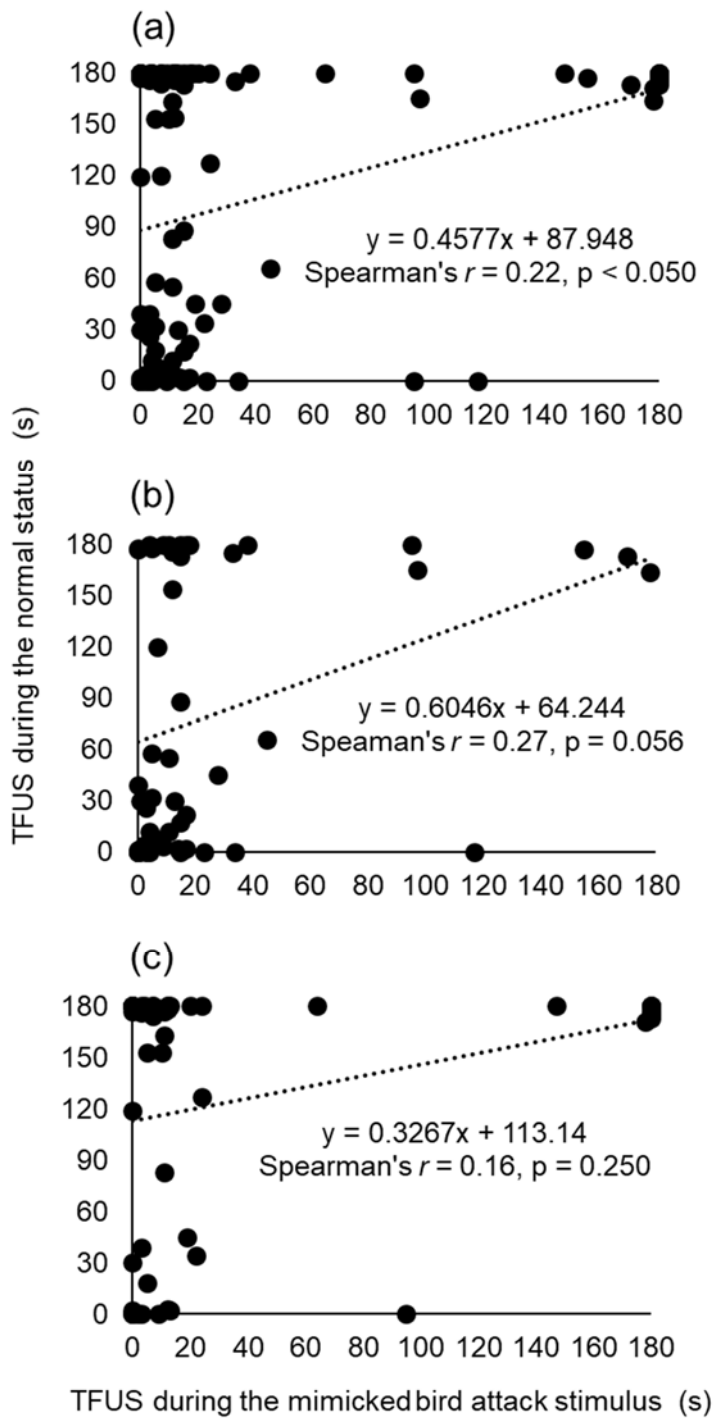 (a)
180
150
120
90
60
30
0
y = 0.4577x + 87.948
Spearman's r = 0.22, p < 0.050
0 20 40 60 80 100 120 140 160 180
(b)
180
150
120
90
60
30
0
y = 0.6046x + 64.244
Speaman's r = 0.27, p = 0.056
0 20 40 60 80 100 120 140 160 180
(c)
180
150
120
90
60
30
0
y = 0.3267x + 113.14
Spearman's r = 0.16, p = 0.250
0 20 40 60 80 100 120 140 160 180
TFUS during the normal status (s)
TFUS during the mimicked bird attack stimulus (s)